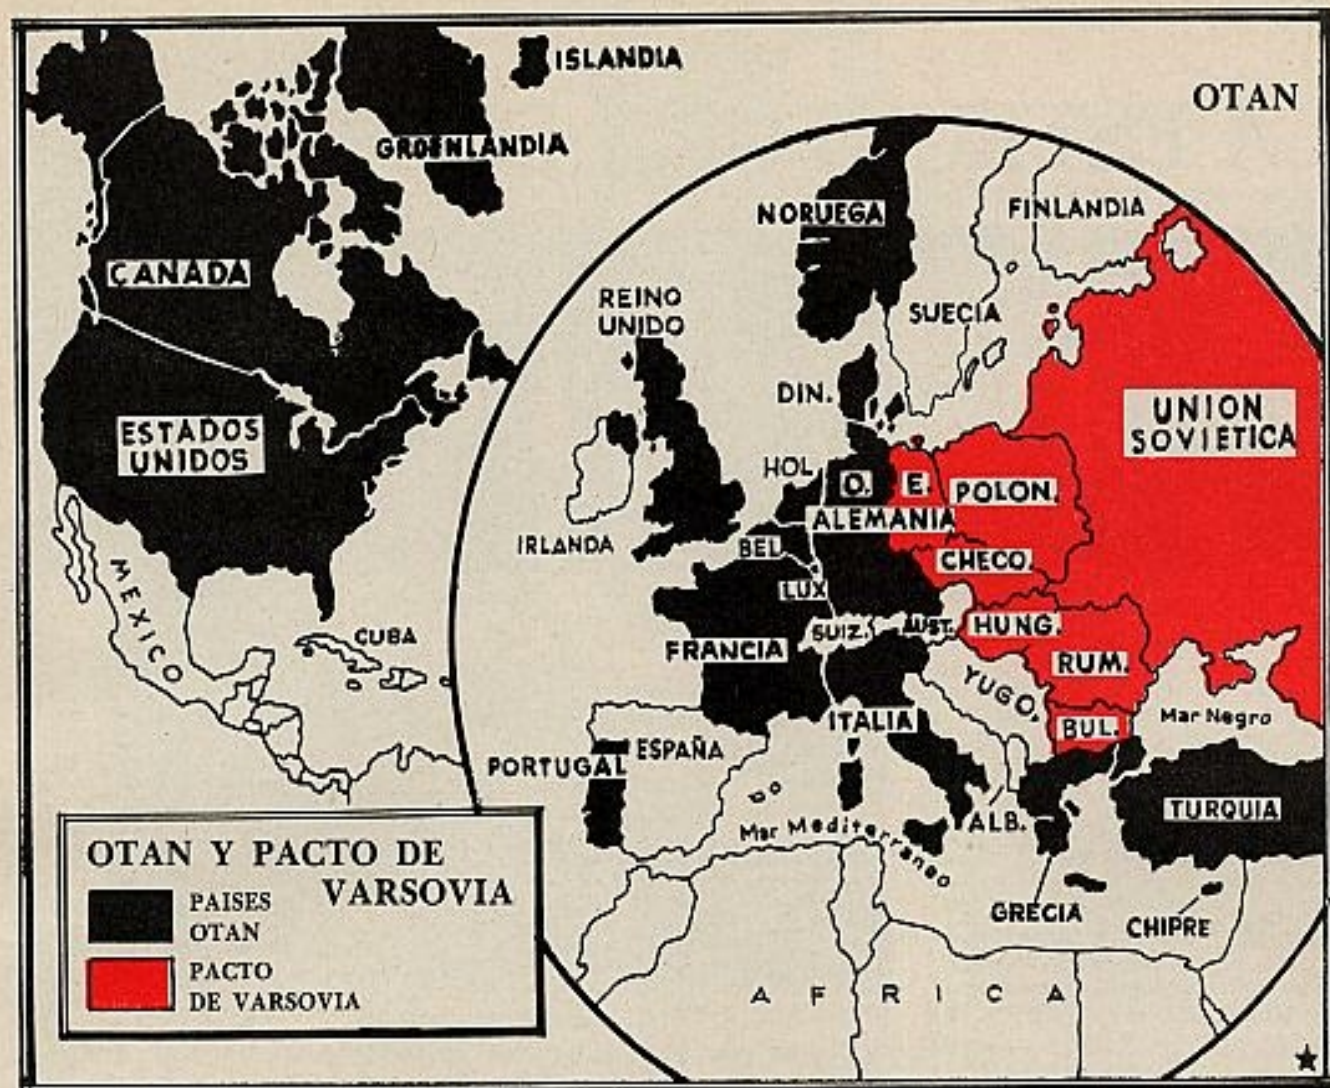 ISLANDIA
OTAN
GROENLANDIA
NORUEGA
FINLANDIA
CANADA
REINO
UNIDO
SUECIA
DIN.
UNION
SOVIETICA
ESTADOS
UNIDOS
HOL
O.
E.
POLON.
ALEMANIA
IRLANDA
BEL
CHECO.
LUX
MEXICO
CUBA
SUIZ.
AUST.
HUNG.
FRANCIA
RUM.
YUGO.
ITALIA
BUL.
Mar Negro
ESPAÑA
PORTUGAL
TURQUIA
Mar Mediterraneo
ALB.
GRECIA
CHIPRE
AFRICA
OTAN Y PACTO DE
VARSOVIA
PAISES
OTAN
PACTO
DE VARSOVIA